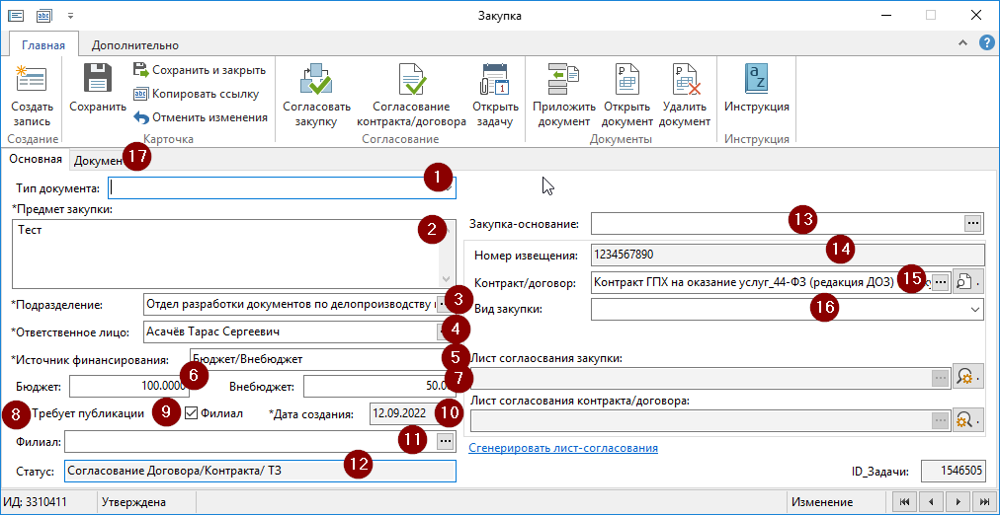 Закупка
Главная Дополнительно
Создать запись
Создание
Сохранить
Сохранить и закрыть
Копировать ссылку
Отменить изменения
Карточка
Согласовать закупку
Согласование контракта/договора
Открыть задачу
Согласование
Приложить документ
Открыть документ
Удалить документ
Документы
Инструкция
Инструкция
Основная Докумен 17
Тип документа: 1
*Предмет закупки:
Тест 2
Закупка-основание: 13
Номер извещения: 1234567890 14
Контракт/договор: Контракт ГПХ на оказание услуг_44-ФЗ (редакция ДОЗ) 15
Вид закупки: 16
*Подразделение: Отдел разработки документов по делопроизводству 3
*Ответственное лицо: Асачёв Тарас Сергеевич 4
*Источник финансирования: Бюджет/Внебюджет 5
Бюджет: 100.0000 6 Внебюджет: 50.0 7
8 Требует публикации 9 Филиал *Дата создания: 12.09.2022 10
Филиал: 11
Статус: Согласование Договора/Контракта/ ТЗ 12
Лист согласвания закупки:
Лист согласования контракта/договора:
Сгенерировать лист-согласования
ID_Задачи: 1546505
ИД: 3310411 Утверждена Изменение